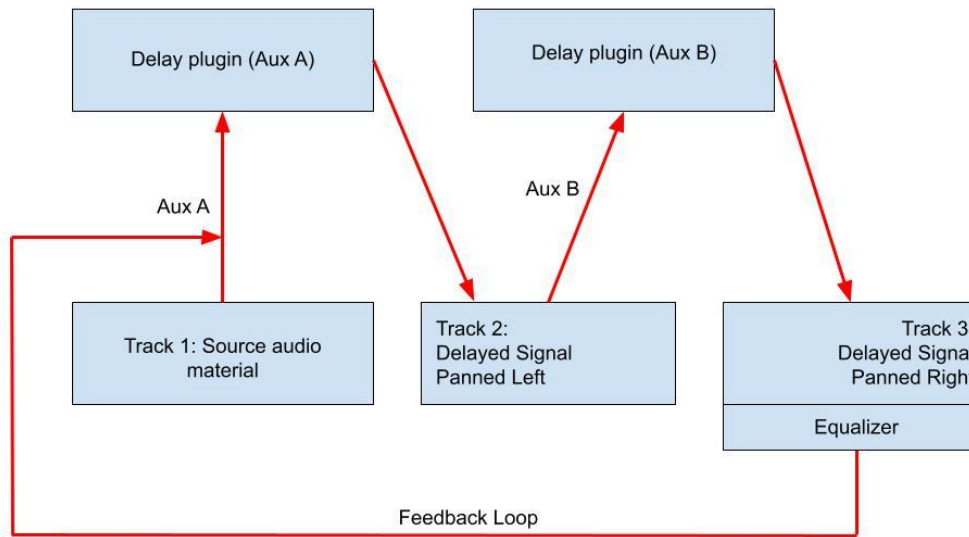 Delay plugin (Aux A)
Delay plugin (Aux B)
Aux A
Aux B
Track 1: Source audio
material
Track 2:
Delayed Signal
Panned Left
Track 3
Delayed Signa
Panned Righ
Equalizer
Feedback Loop